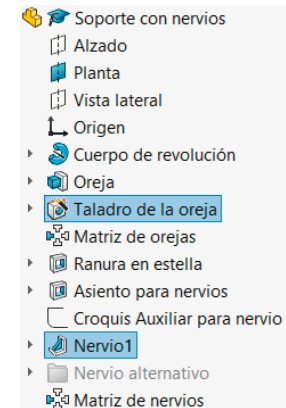 Soporte con nervios
Alzado
Planta
Vista lateral
Origen
Cuerpo de revolución
Oreja
Taladro de la oreja
Matriz de orejas
Ranura en estella
Asiento para nervios
Croquis Auxiliar para nervio
Nervio1
Nervio alternativo
Matriz de nervios